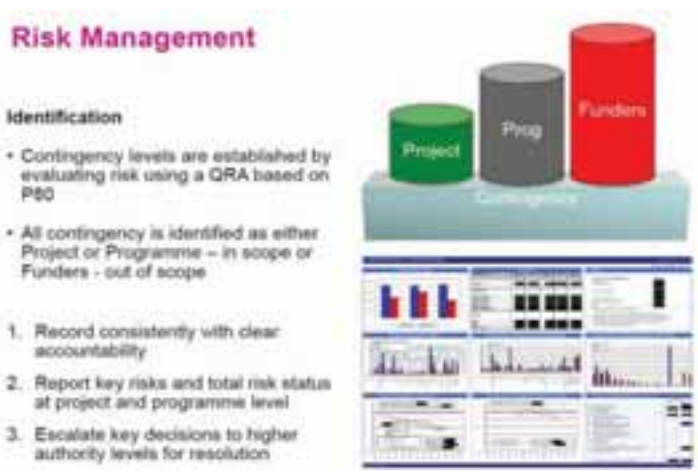 Risk Management
Identification
• Contingency levels are established by
evaluating risk using a QRA based on
P80
• All contingency is identified as either
Project or Programme – in scope or
Funders - out of scope
1. Record consistently with clear
accountability
2. Report key risks and total risk status
at project and programme level
3. Escalate key decisions to higher
authority levels for resolution
Project
Prog
Funders
Contingency